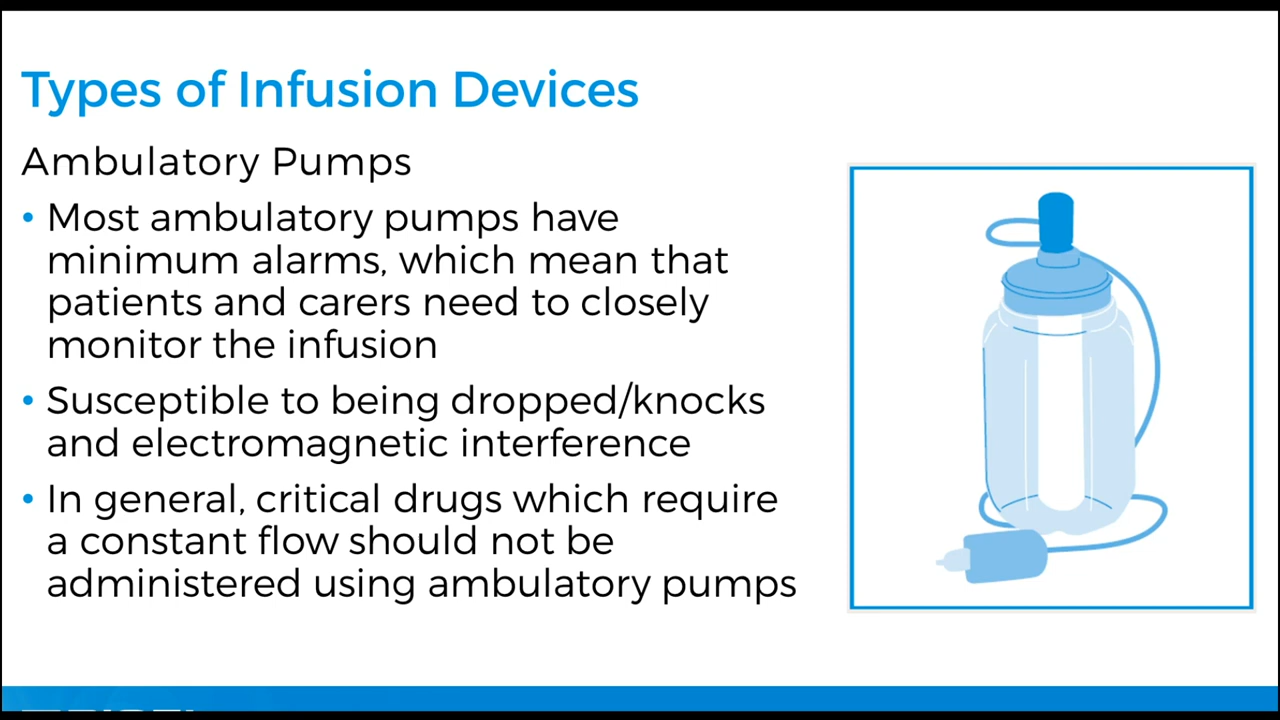 Types of Infusion Devices
Ambulatory Pumps
• Most ambulatory pumps have
minimum alarms, which mean that
patients and carers need to closely
monitor the infusion
• Susceptible to being dropped/knocks
and electromagnetic interference
• In general, critical drugs which require
a constant flow should not be
administered using ambulatory pumps